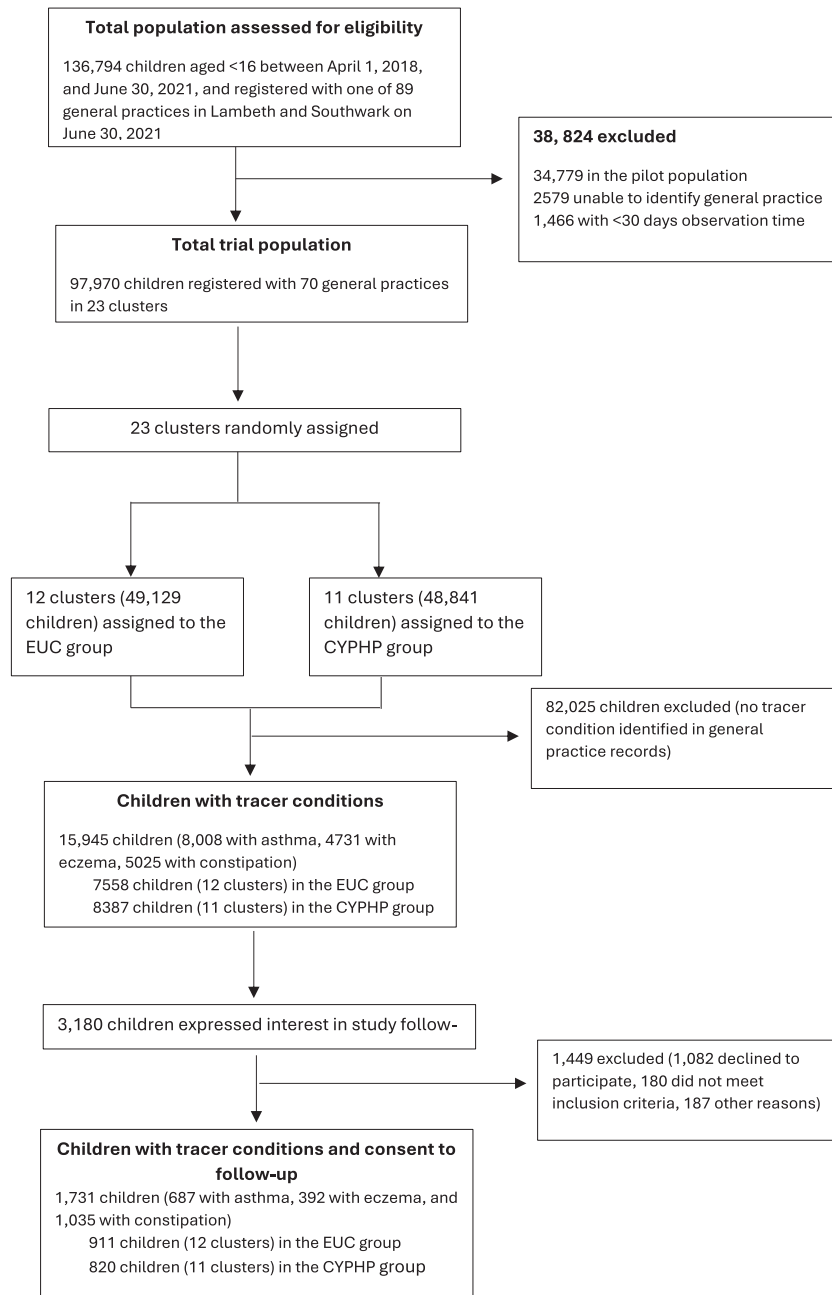 Total population assessed for eligibility
136,794 children aged <16 between April 1, 2018,
and June 30, 2021, and registered with one of 89
general practices in Lambeth and Southwark on
June 30, 2021
38, 824 excluded
34,779 in the pilot population
2579 unable to identify general practice
1,466 with <30 days observation time
Total trial population
97,970 children registered with 70 general practices
in 23 clusters
23 clusters randomly assigned
12 clusters (49,129
children) assigned to the
EUC group
11 clusters (48,841
children) assigned to the
CYPHP group
82,025 children excluded (no tracer
condition identified in general
practice records)
Children with tracer conditions
15,945 children (8,008 with asthma, 4731 with
eczema, 5025 with constipation)
7558 children (12 clusters) in the EUC group
8387 children (11 clusters) in the CYPHP group
3,180 children expressed interest in study follow-
1,449 excluded (1,082 declined to
participate, 180 did not meet
inclusion criteria, 187 other reasons)
Children with tracer conditions and consent to
follow-up
1,731 children (687 with asthma, 392 with eczema, and
1,035 with constipation)
911 children (12 clusters) in the EUC group
820 children (11 clusters) in the CYPHP group